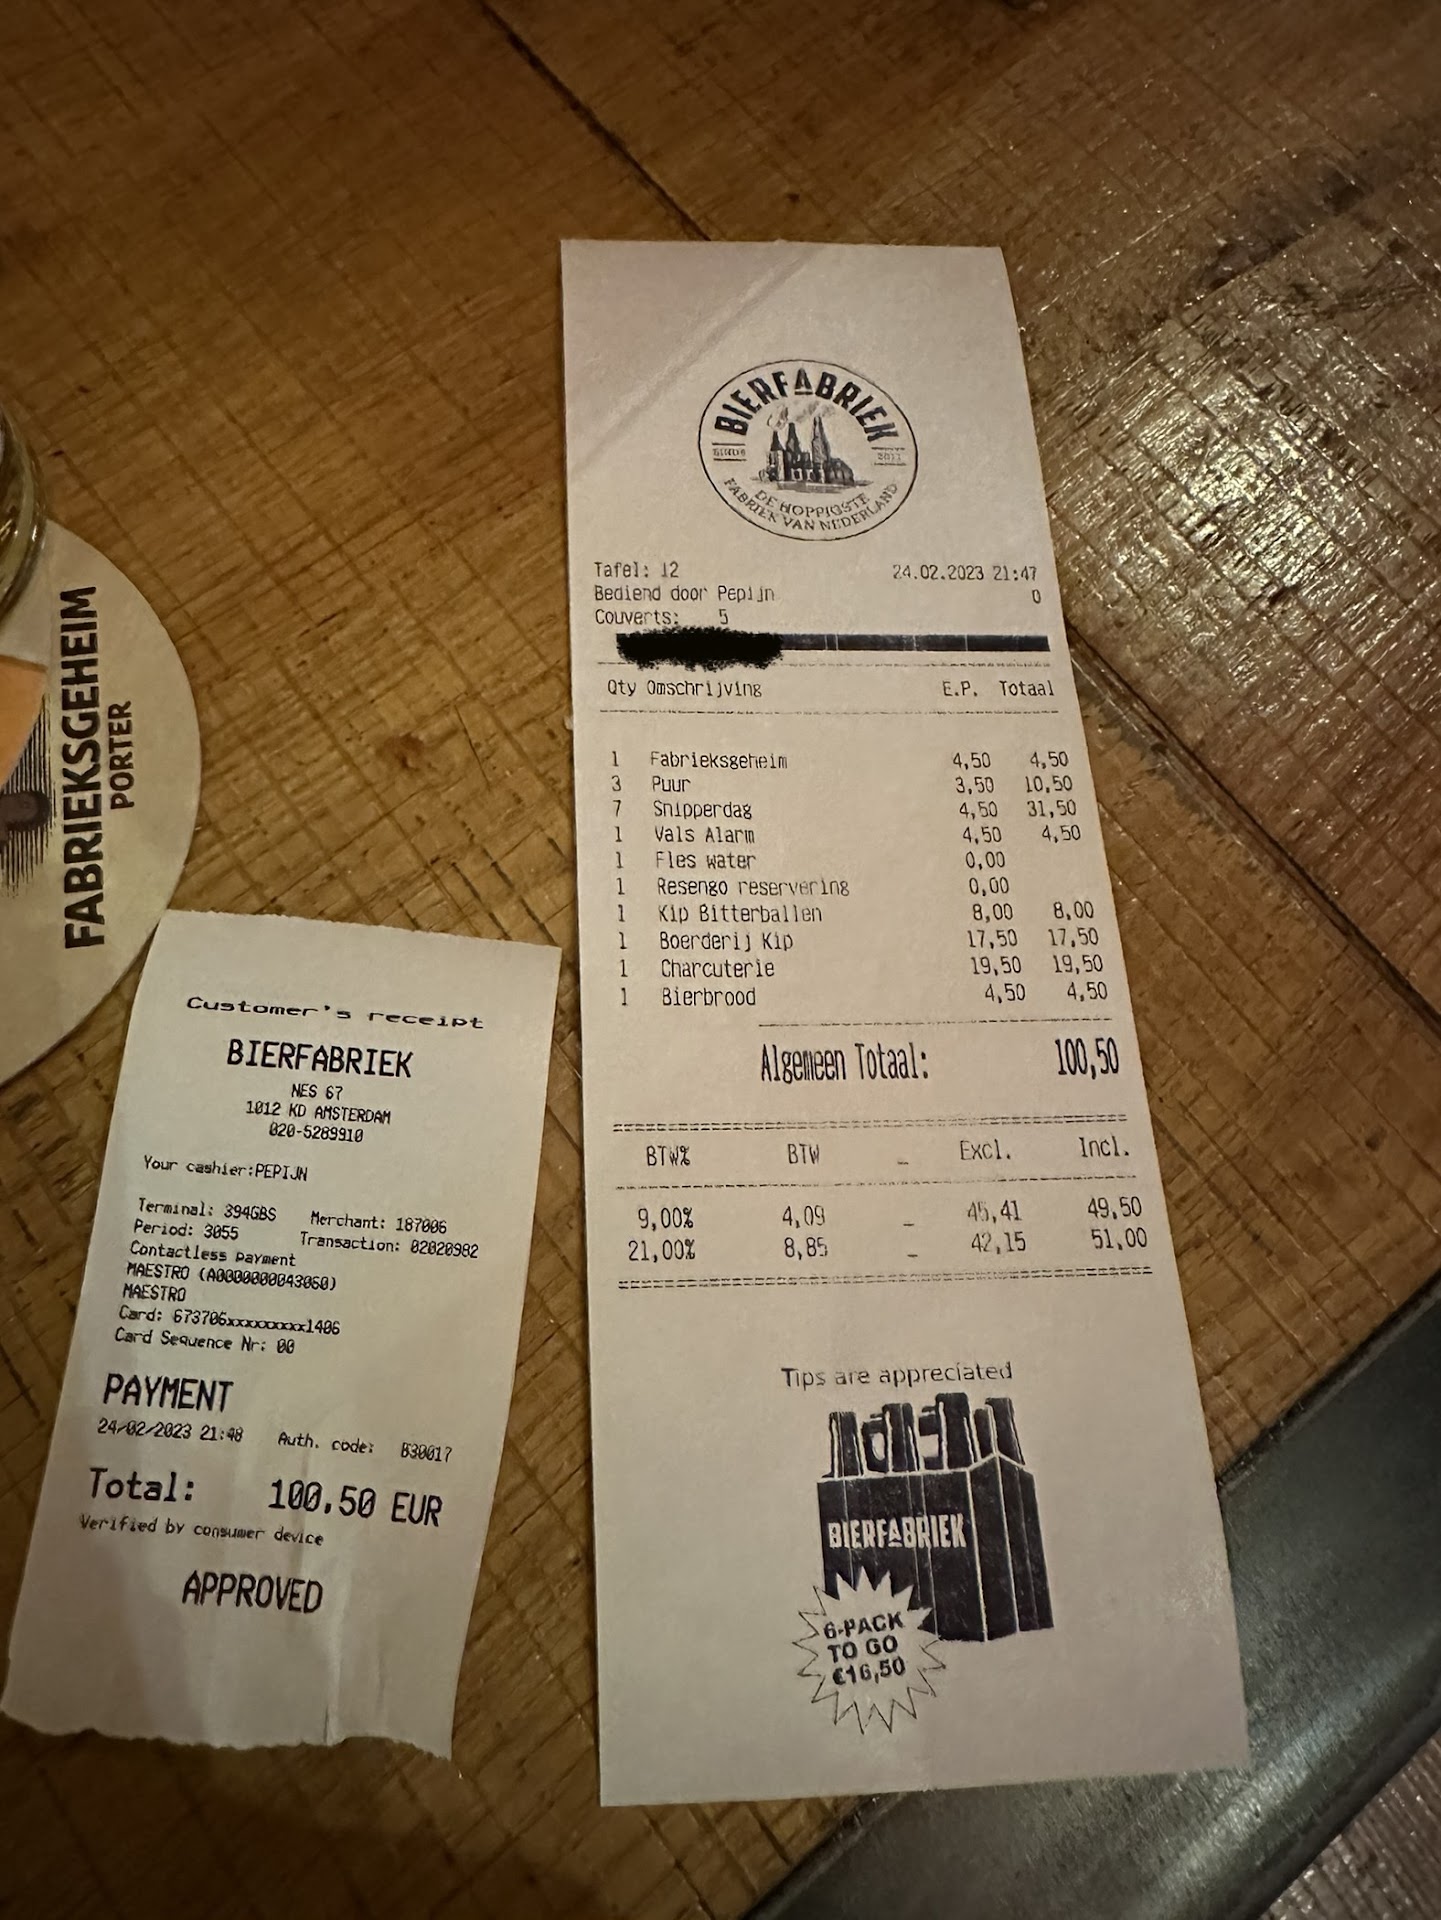 FABRIEKSGEHEIM
PORTER
Customer's receipt
BIERFABRIEK
NES 67
1012 KD AMSTERDAM
020-5289910
Your cashier:PEPIJN
Terminal: 394GBS Merchant: 187006
Period: 3055 Transaction: 02020982
Contactless payment
MAESTRO (A0000000043060)
MAESTRO
Card: 673706xxxxxxxxx1406
Card Sequence Nr: 00
PAYMENT
24/02/2023 21:48 Auth. code: B30017
Total: 100.50 EUR
Verified by consumer device
APPROVED
BIERFABRIEK
SINDS 2011
DE HOPPIGSTE
FABRIEK VAN NEDERLAND
Tafel: 12 24.02.2023 21:47
Bediend door Pepijn 0
Couverts: 5
Qty Omschrijving E.P. Totaal
1 Fabrieksgeheim 4,50 4,50
3 Puur 3,50 10,50
7 Snipperdag 4,50 31,50
1 Vals Alarm 4,50 4,50
1 Fles water 0,00
1 Resengo reservering 0,00
1 Kip Bitterballen 8,00 8,00
1 Boerderij Kip 17,50 17,50
1 Charcuterie 19,50 19,50
1 Bierbrood 4,50 4,50
Algemeen Totaal: 100,50
BTW% BTW _ Excl. Incl.
9,00% 4,09 _ 45,41 49,50
21,00% 8,85 _ 42,15 51,00
Tips are appreciated
BIERFABRIEK
6-PACK
TO GO
€16,50